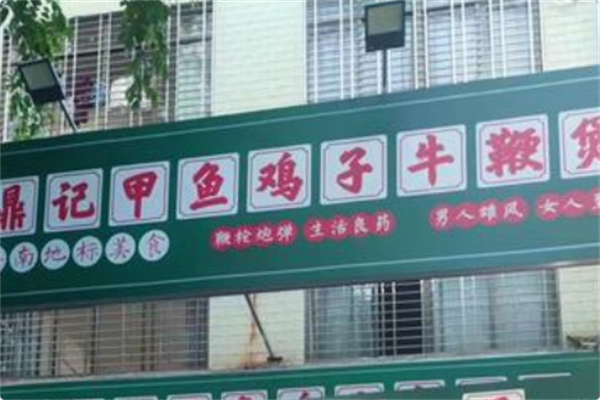 鼎记甲鱼鸡子牛鞭煲
南地标美食 鞭枪炮弹 生活良药 男人雄风 女人